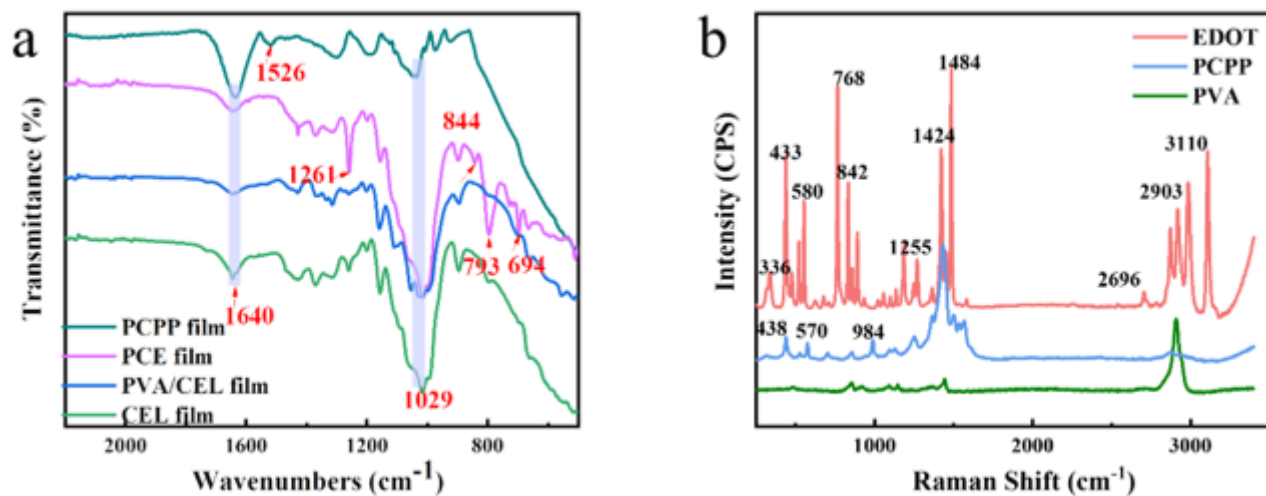 a
Transmittance (%)
1526
844
1261
793
694
1640
1029
PCPP film
PCE film
PVA/CEL film
CEL film
2000
1600
1200
800
Wavenumbers (cm-1)
b
Intensity (CPS)
EDOT
PCPP
PVA
1484
768
1424
3110
433
842
580
2903
1255
336
2696
438
570
984
1000
2000
3000
Raman Shift (cm-1)